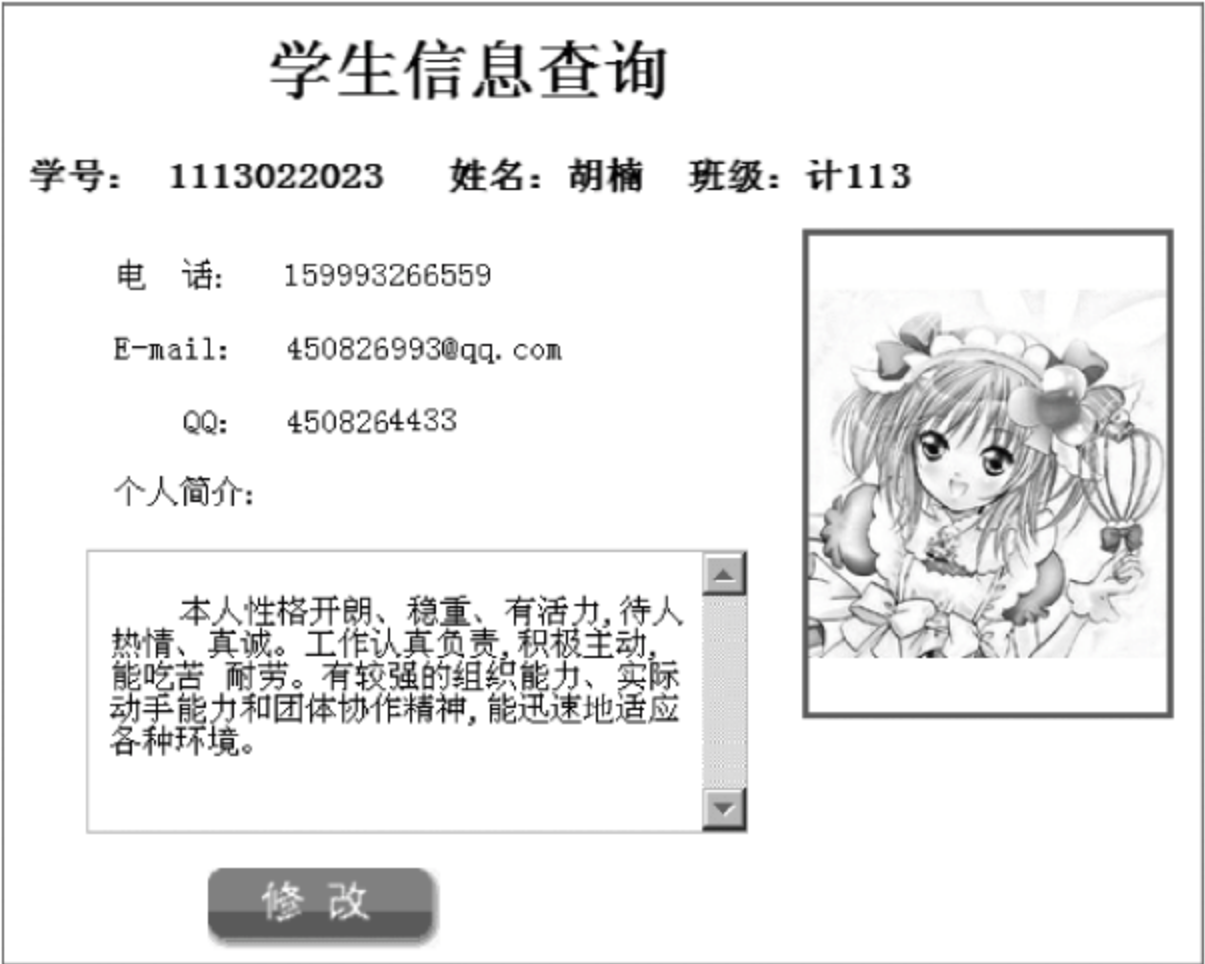 学生信息查询
学号： 1113022023 姓名：胡楠 班级：计113
电 话： 159993266559
E-mail： 450826993@qq.com
QQ： 4508264433
个人简介：
本人性格开朗、稳重、有活力,待人
热情、真诚。工作认真负责,积极主动,
能吃苦 耐劳。有较强的组织能力、实际
动手能力和团体协作精神,能迅速地适应
各种环境。
修 改